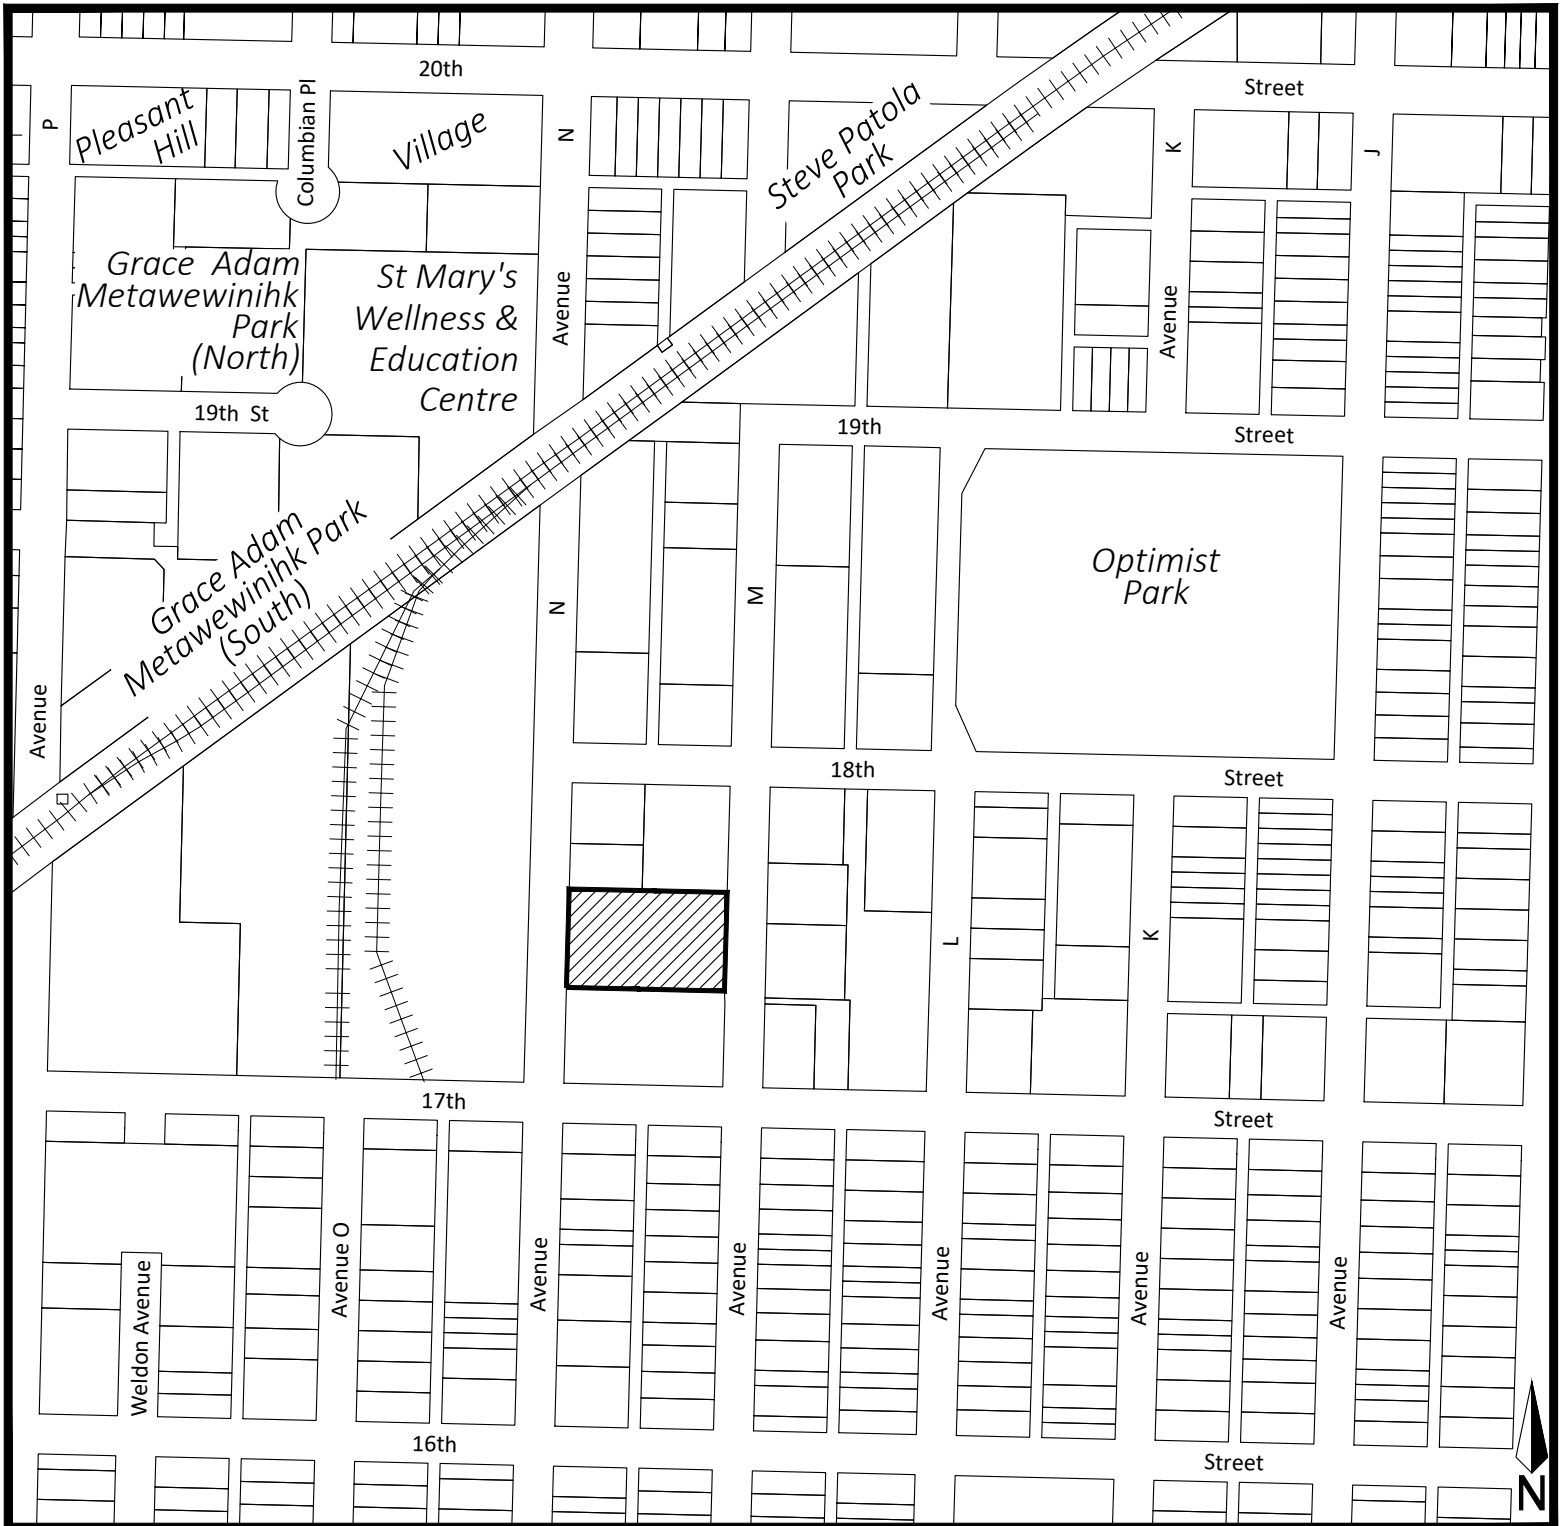 20th
Street
P
Pleasant
Hill
Columbian Pl
Village
N
Steve Patola
Park
K
J
Grace Adam
Metawewinihk
Park
(North)
St Mary's
Wellness &
Education
Centre
Avenue
Avenue
19th St
19th
Street
Grace Adam
Metawewinihk Park
(South)
Optimist
Park
N
M
Avenue
18th
Street
L
K
17th
Street
Weldon Avenue
Avenue O
Avenue
Avenue
Avenue
Avenue
Avenue
16th
Street
N